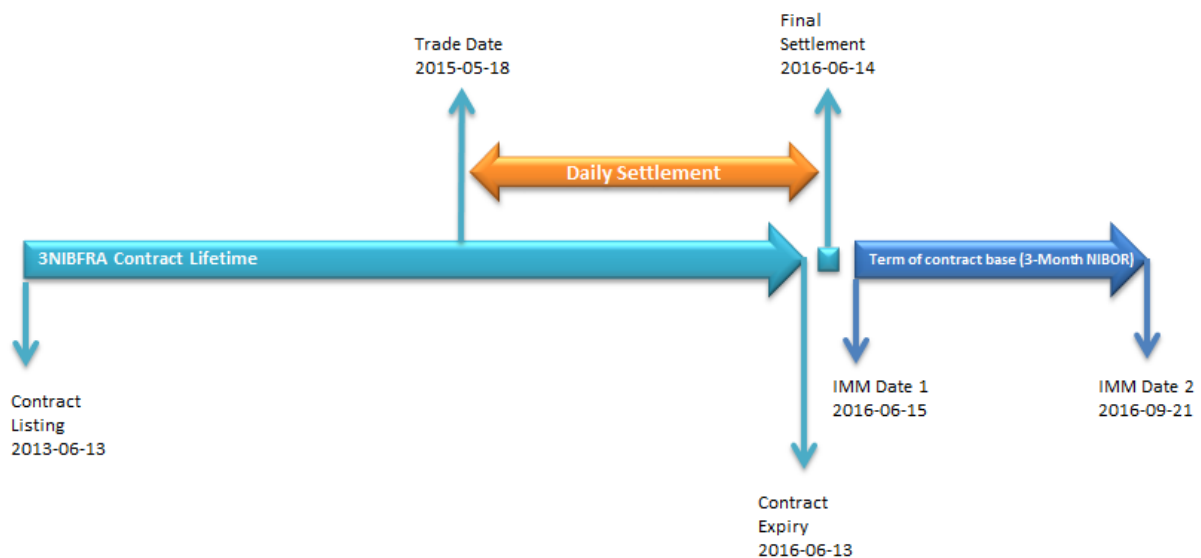 Trade Date
2015-05-18
Final
Settlement
2016-06-14
Daily Settlement
3NIBFRA Contract Lifetime
Term of contract base (3-Month NIBOR)
Contract
Listing
2013-06-13
IMM Date 1
2016-06-15
IMM Date 2
2016-09-21
Contract
Expiry
2016-06-13